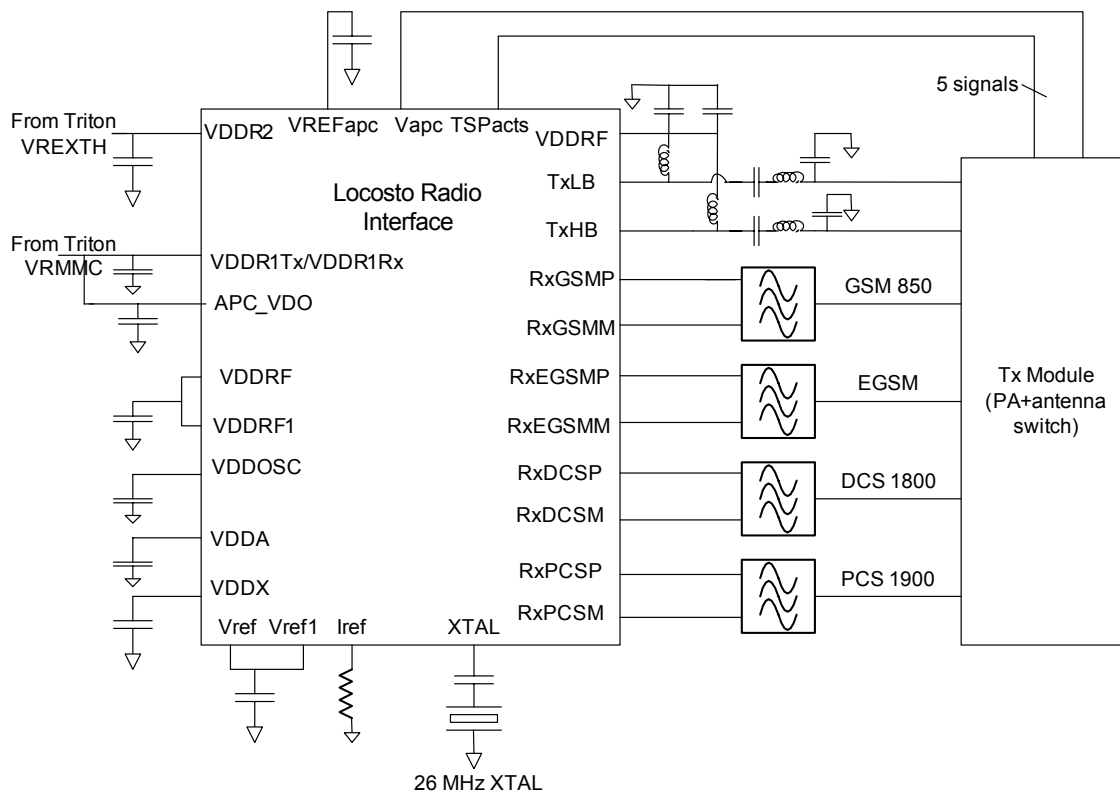 5 signals
From Triton
VREXTH
VDDR2
VREFapc
Vapc
TSPacts
VDDRF
Locosto Radio
Interface
TxLB
TxHB
From Triton
VRMMC
VDDR1Tx/VDDR1Rx
APC_VDO
RxGSMP
GSM 850
RxGSMM
VDDRF
VDDRF1
RxEGSMP
EGSM
RxEGSMM
Tx Module
(PA+antenna
switch)
VDDOSC
RxDCSP
DCS 1800
RxDCSM
VDDA
VDDX
RxPCSP
PCS 1900
RxPCSM
Vref
Vref1
Iref
XTAL
26 MHz XTAL